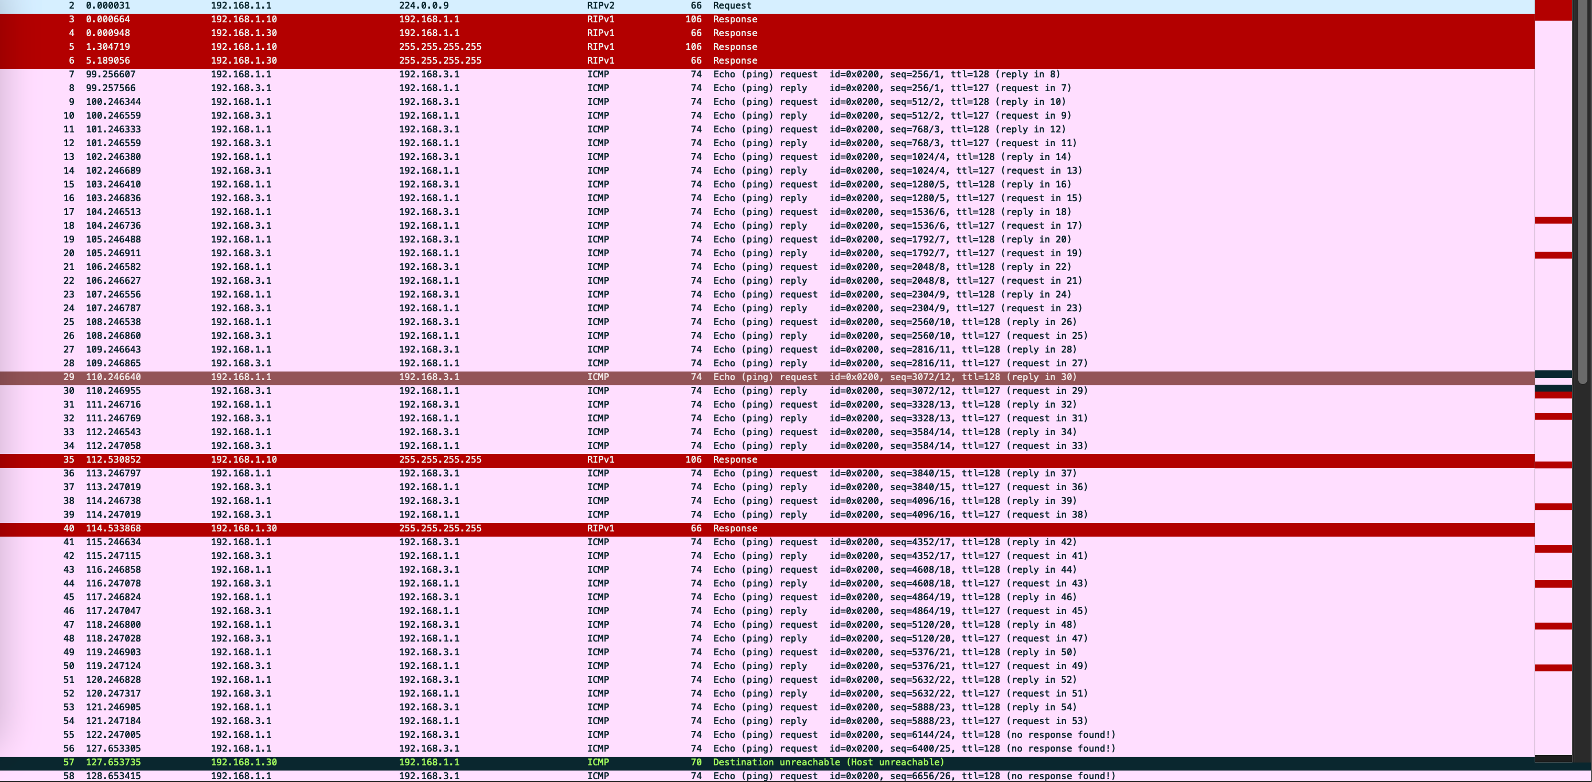 2 0.000031 192.168.1.1 224.0.0.9 RIPv2 66 Request
3 0.000664 192.168.1.10 192.168.1.1 RIPv1 106 Response
4 0.000948 192.168.1.30 192.168.1.1 RIPv1 66 Response
5 1.304719 192.168.1.10 255.255.255.255 RIPv1 106 Response
6 5.189056 192.168.1.30 255.255.255.255 RIPv1 66 Response
7 99.256607 192.168.1.1 192.168.3.1 ICMP 74 Echo (ping) request id=0x0200, seq=256/1, ttl=128 (reply in 8)
8 99.257566 192.168.3.1 192.168.1.1 ICMP 74 Echo (ping) reply id=0x0200, seq=256/1, ttl=127 (request in 7)
9 100.246344 192.168.1.1 192.168.3.1 ICMP 74 Echo (ping) request id=0x0200, seq=512/2, ttl=128 (reply in 10)
10 100.246559 192.168.3.1 192.168.1.1 ICMP 74 Echo (ping) reply id=0x0200, seq=512/2, ttl=127 (request in 9)
11 101.246333 192.168.1.1 192.168.3.1 ICMP 74 Echo (ping) request id=0x0200, seq=768/3, ttl=128 (reply in 12)
12 101.246559 192.168.3.1 192.168.1.1 ICMP 74 Echo (ping) reply id=0x0200, seq=768/3, ttl=127 (request in 11)
13 102.246380 192.168.1.1 192.168.3.1 ICMP 74 Echo (ping) request id=0x0200, seq=1024/4, ttl=128 (reply in 14)
14 102.246689 192.168.3.1 192.168.1.1 ICMP 74 Echo (ping) reply id=0x0200, seq=1024/4, ttl=127 (request in 13)
15 103.246410 192.168.1.1 192.168.3.1 ICMP 74 Echo (ping) request id=0x0200, seq=1280/5, ttl=128 (reply in 16)
16 103.246836 192.168.3.1 192.168.1.1 ICMP 74 Echo (ping) reply id=0x0200, seq=1280/5, ttl=127 (request in 15)
17 104.246513 192.168.1.1 192.168.3.1 ICMP 74 Echo (ping) request id=0x0200, seq=1536/6, ttl=128 (reply in 18)
18 104.246736 192.168.3.1 192.168.1.1 ICMP 74 Echo (ping) reply id=0x0200, seq=1536/6, ttl=127 (request in 17)
19 105.246488 192.168.1.1 192.168.3.1 ICMP 74 Echo (ping) request id=0x0200, seq=1792/7, ttl=128 (reply in 20)
20 105.246911 192.168.3.1 192.168.1.1 ICMP 74 Echo (ping) reply id=0x0200, seq=1792/7, ttl=127 (request in 19)
21 106.246582 192.168.1.1 192.168.3.1 ICMP 74 Echo (ping) request id=0x0200, seq=2048/8, ttl=128 (reply in 22)
22 106.246627 192.168.3.1 192.168.1.1 ICMP 74 Echo (ping) reply id=0x0200, seq=2048/8, ttl=127 (request in 21)
23 107.246556 192.168.1.1 192.168.3.1 ICMP 74 Echo (ping) request id=0x0200, seq=2304/9, ttl=128 (reply in 24)
24 107.246787 192.168.3.1 192.168.1.1 ICMP 74 Echo (ping) reply id=0x0200, seq=2304/9, ttl=127 (request in 23)
25 108.246538 192.168.1.1 192.168.3.1 ICMP 74 Echo (ping) request id=0x0200, seq=2560/10, ttl=128 (reply in 26)
26 108.246860 192.168.3.1 192.168.1.1 ICMP 74 Echo (ping) reply id=0x0200, seq=2560/10, ttl=127 (request in 25)
27 109.246643 192.168.1.1 192.168.3.1 ICMP 74 Echo (ping) request id=0x0200, seq=2816/11, ttl=128 (reply in 28)
28 109.246865 192.168.3.1 192.168.1.1 ICMP 74 Echo (ping) reply id=0x0200, seq=2816/11, ttl=127 (request in 27)
29 110.246640 192.168.1.1 192.168.3.1 ICMP 74 Echo (ping) request id=0x0200, seq=3072/12, ttl=128 (reply in 30)
30 110.246955 192.168.3.1 192.168.1.1 ICMP 74 Echo (ping) reply id=0x0200, seq=3072/12, ttl=127 (request in 29)
31 111.246716 192.168.1.1 192.168.3.1 ICMP 74 Echo (ping) request id=0x0200, seq=3328/13, ttl=128 (reply in 32)
32 111.246769 192.168.3.1 192.168.1.1 ICMP 74 Echo (ping) reply id=0x0200, seq=3328/13, ttl=127 (request in 31)
33 112.246543 192.168.1.1 192.168.3.1 ICMP 74 Echo (ping) request id=0x0200, seq=3584/14, ttl=128 (reply in 34)
34 112.247058 192.168.3.1 192.168.1.1 ICMP 74 Echo (ping) reply id=0x0200, seq=3584/14, ttl=127 (request in 33)
35 112.530852 192.168.1.10 255.255.255.255 RIPv1 106 Response
36 113.246797 192.168.1.1 192.168.3.1 ICMP 74 Echo (ping) request id=0x0200, seq=3840/15, ttl=128 (reply in 37)
37 113.247019 192.168.3.1 192.168.1.1 ICMP 74 Echo (ping) reply id=0x0200, seq=3840/15, ttl=127 (request in 36)
38 114.246738 192.168.1.1 192.168.3.1 ICMP 74 Echo (ping) request id=0x0200, seq=4096/16, ttl=128 (reply in 39)
39 114.247019 192.168.3.1 192.168.1.1 ICMP 74 Echo (ping) reply id=0x0200, seq=4096/16, ttl=127 (request in 38)
40 114.533868 192.168.1.30 255.255.255.255 RIPv1 66 Response
41 115.246634 192.168.1.1 192.168.3.1 ICMP 74 Echo (ping) request id=0x0200, seq=4352/17, ttl=128 (reply in 42)
42 115.247115 192.168.3.1 192.168.1.1 ICMP 74 Echo (ping) reply id=0x0200, seq=4352/17, ttl=127 (request in 41)
43 116.246858 192.168.1.1 192.168.3.1 ICMP 74 Echo (ping) request id=0x0200, seq=4608/18, ttl=128 (reply in 44)
44 116.247078 192.168.3.1 192.168.1.1 ICMP 74 Echo (ping) reply id=0x0200, seq=4608/18, ttl=127 (request in 43)
45 117.246824 192.168.1.1 192.168.3.1 ICMP 74 Echo (ping) request id=0x0200, seq=4864/19, ttl=128 (reply in 46)
46 117.247047 192.168.3.1 192.168.1.1 ICMP 74 Echo (ping) reply id=0x0200, seq=4864/19, ttl=127 (request in 45)
47 118.246800 192.168.1.1 192.168.3.1 ICMP 74 Echo (ping) request id=0x0200, seq=5120/20, ttl=128 (reply in 48)
48 118.247028 192.168.3.1 192.168.1.1 ICMP 74 Echo (ping) reply id=0x0200, seq=5120/20, ttl=127 (request in 47)
49 119.246903 192.168.1.1 192.168.3.1 ICMP 74 Echo (ping) request id=0x0200, seq=5376/21, ttl=128 (reply in 50)
50 119.247124 192.168.3.1 192.168.1.1 ICMP 74 Echo (ping) reply id=0x0200, seq=5376/21, ttl=127 (request in 49)
51 120.246828 192.168.1.1 192.168.3.1 ICMP 74 Echo (ping) request id=0x0200, seq=5632/22, ttl=128 (reply in 52)
52 120.247317 192.168.3.1 192.168.1.1 ICMP 74 Echo (ping) reply id=0x0200, seq=5632/22, ttl=127 (request in 51)
53 121.246905 192.168.1.1 192.168.3.1 ICMP 74 Echo (ping) request id=0x0200, seq=5888/23, ttl=128 (reply in 54)
54 121.247184 192.168.3.1 192.168.1.1 ICMP 74 Echo (ping) reply id=0x0200, seq=5888/23, ttl=127 (request in 53)
55 122.247005 192.168.1.1 192.168.3.1 ICMP 74 Echo (ping) request id=0x0200, seq=6144/24, ttl=128 (no response found!)
56 127.653305 192.168.1.1 192.168.3.1 ICMP 74 Echo (ping) request id=0x0200, seq=6400/25, ttl=128 (no response found!)
57 127.653735 192.168.1.30 192.168.1.1 ICMP 70 Destination unreachable (Host unreachable)
58 128.653415 192.168.1.1 192.168.3.1 ICMP 74 Echo (ping) request id=0x0200, seq=6656/26, ttl=128 (no response found!)